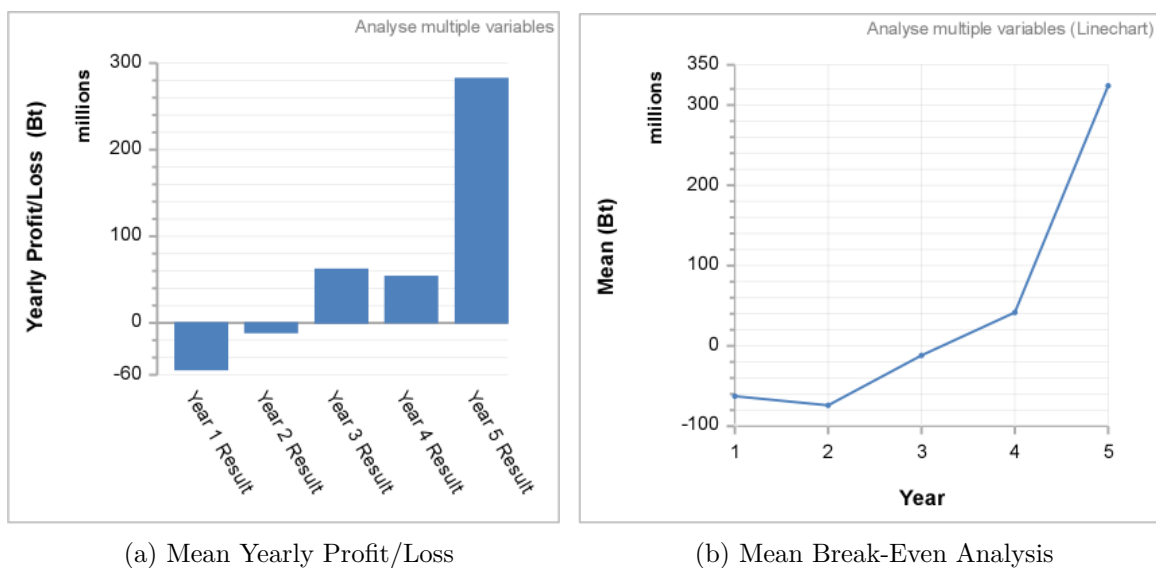 Analyse multiple variables
Yearly Profit/Loss (Bt)
millions
300
200
100
0
-60
Year 1 Result
Year 2 Result
Year 3 Result
Year 4 Result
Year 5 Result
(a) Mean Yearly Profit/Loss
Analyse multiple variables (Linechart)
Mean (Bt)
millions
350
300
200
100
0
-100
1 2 3 4 5
Year
(b) Mean Break-Even Analysis